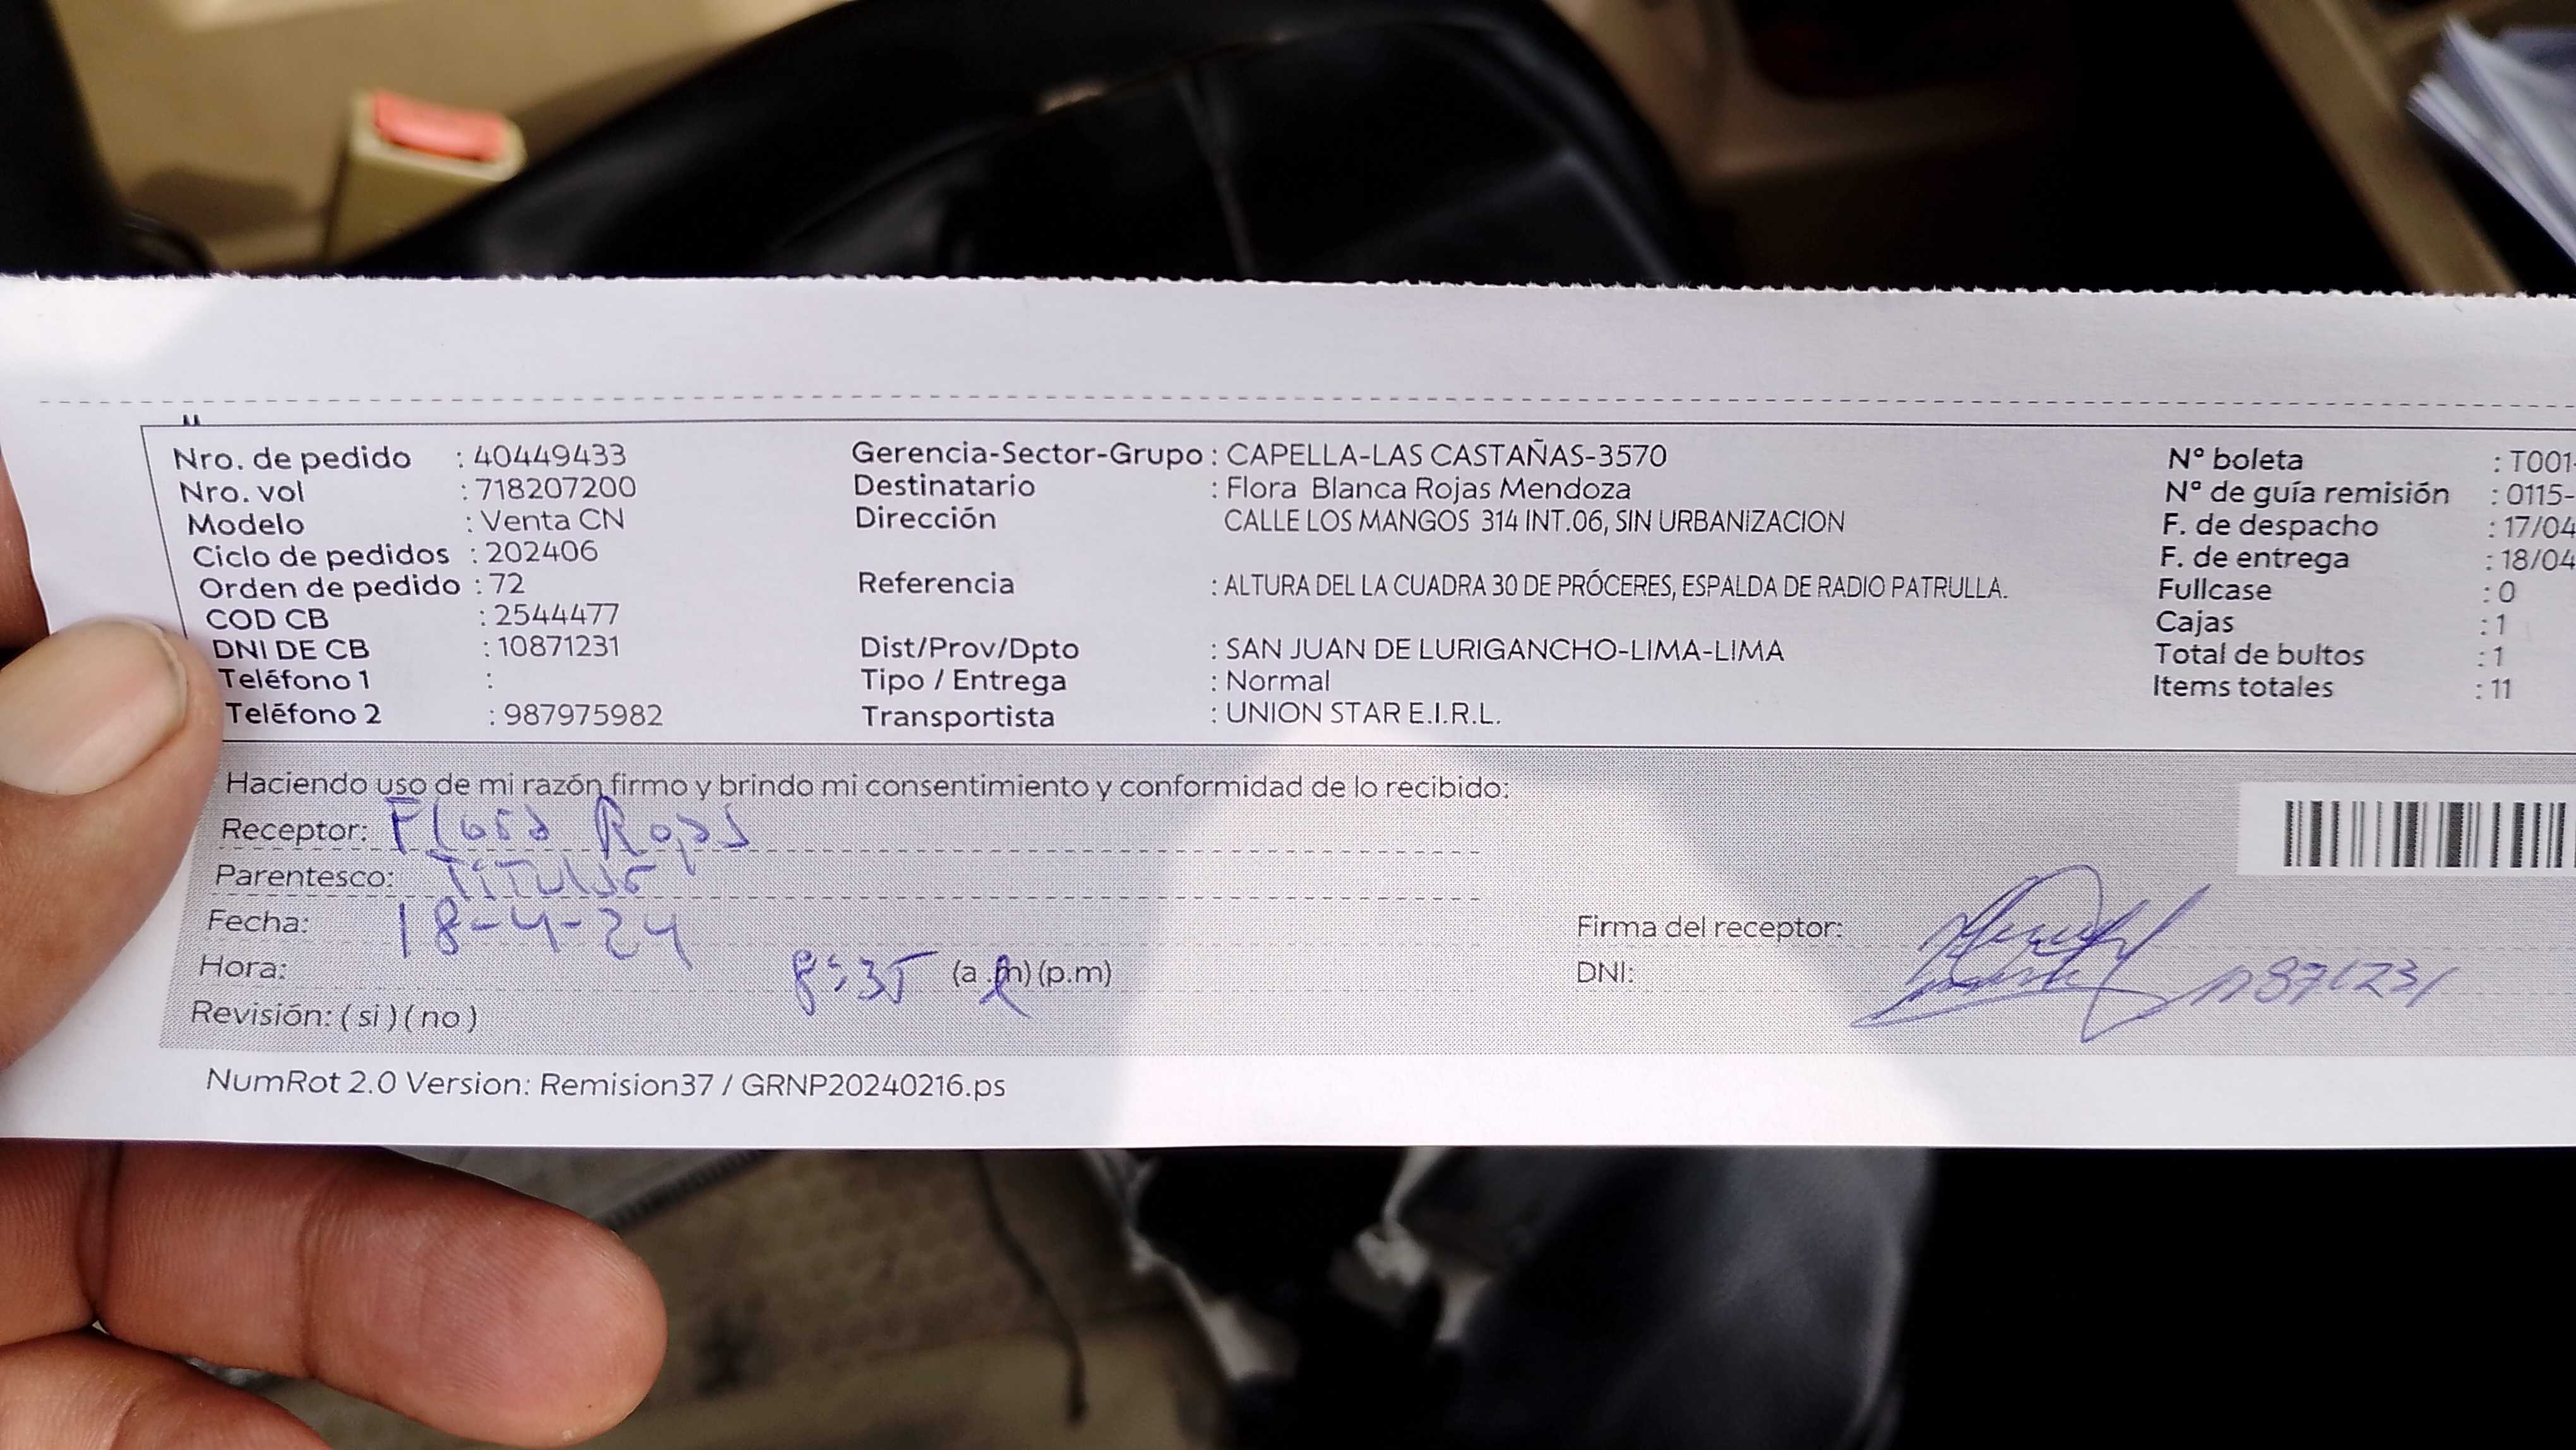 Nro. de pedido : 40449433 Gerencia-Sector-Grupo : CAPELLA-LAS CASTAÑAS-3570 N° boleta : T001-
Nro. vol : 718207200 Destinatario : Flora Blanca Rojas Mendoza N° de guía remisión : 0115-
Modelo : Venta CN Dirección CALLE LOS MANGOS 314 INT.06, SIN URBANIZACION F. de despacho : 17/04
Ciclo de pedidos : 202406 F. de entrega : 18/04
Orden de pedido : 72 Referencia : ALTURA DEL LA CUADRA 30 DE PRÓCERES, ESPALDA DE RADIO PATRULLA. Fullcase : 0
COD CB : 2544477 Cajas : 1
DNI DE CB : 10871231 Dist/Prov/Dpto : SAN JUAN DE LURIGANCHO-LIMA-LIMA Total de bultos : 1
Teléfono 1 : Tipo / Entrega : Normal Items totales : 11
Teléfono 2 : 987975982 Transportista : UNION STAR E.I.R.L.
Haciendo uso de mi razón firmo y brindo mi consentimiento y conformidad de lo recibido:
Receptor: Flora Rojas
Parentesco: Titular
Fecha: 18-4-24 Firma del receptor:
Hora: 8:35 (a.m) (p.m) DNI: 10871231
Revisión: ( si ) ( no )
NumRot 2.0 Version: Remision37 / GRNP20240216.ps